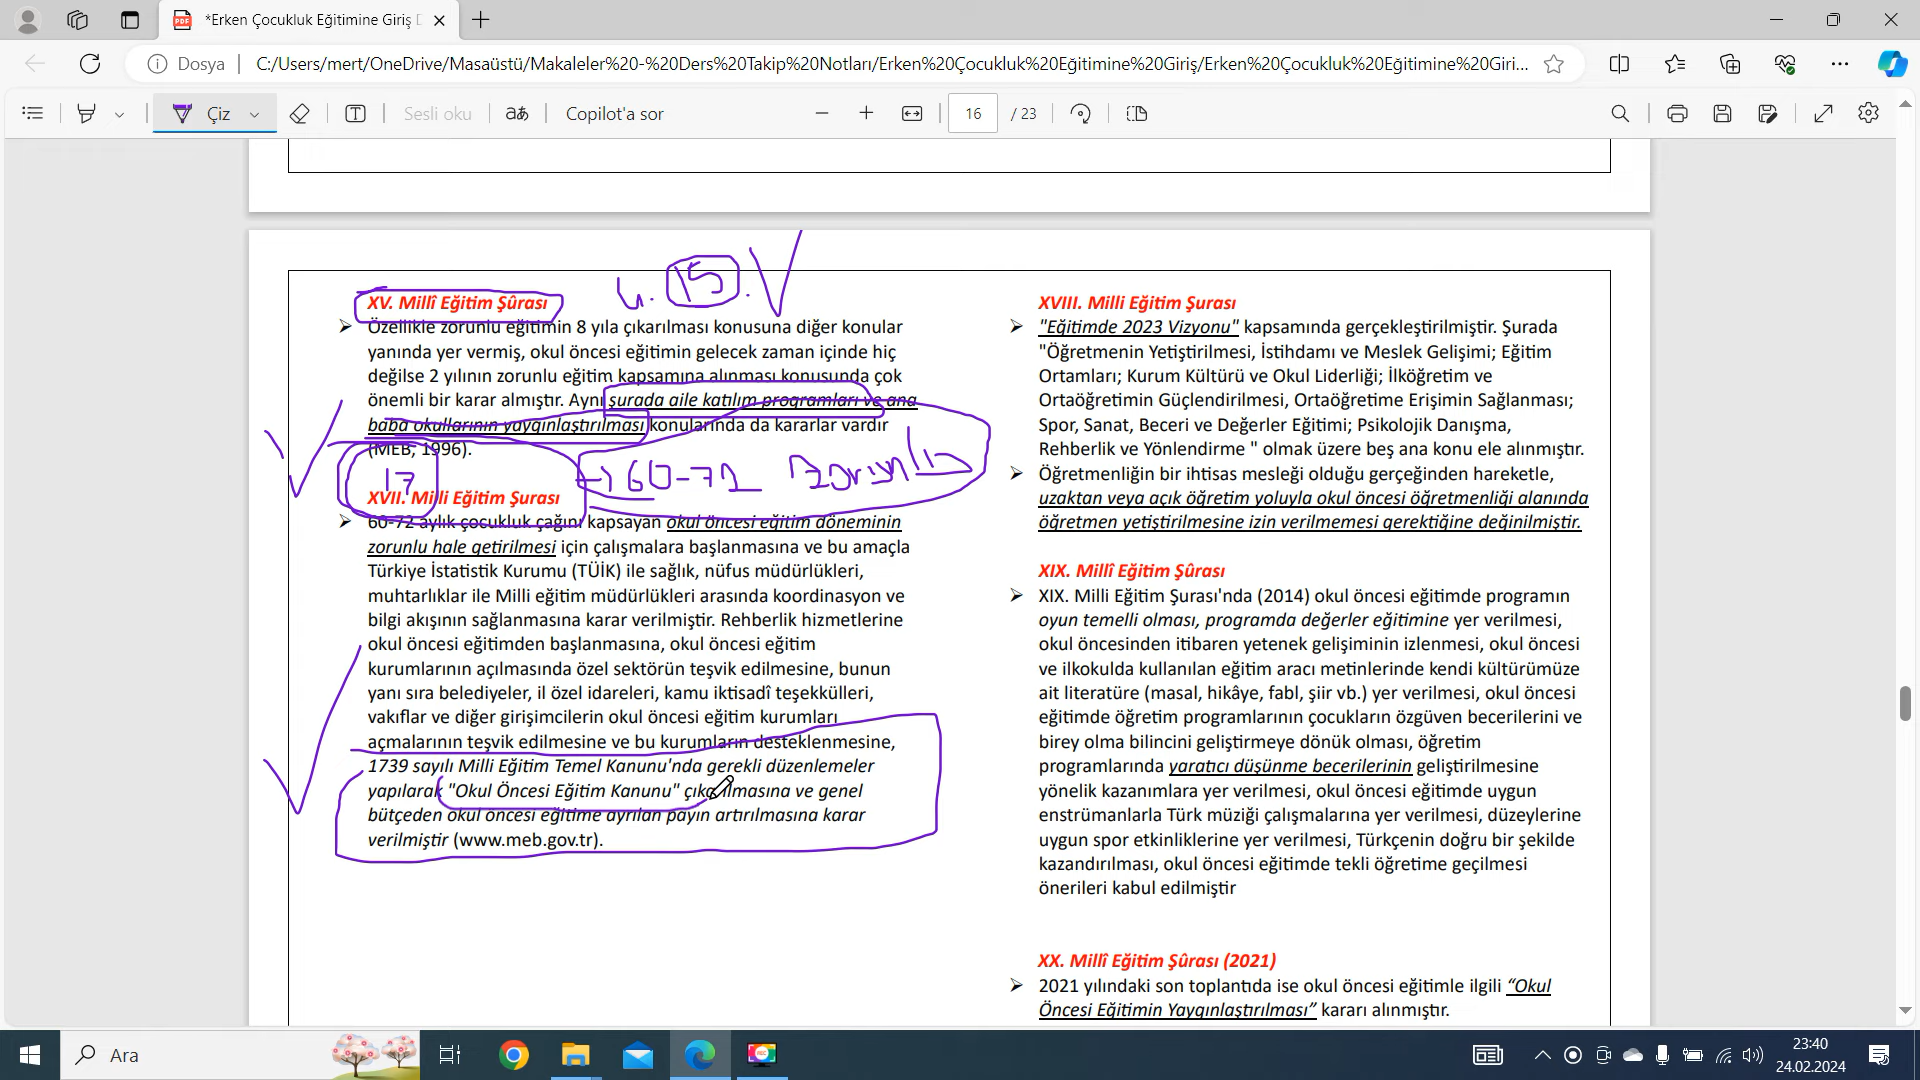 *Erken Çocukluk Eğitimine Giriş D
Dosya
C:/Users/mert/OneDrive/Masaüstü/Makaleler%20-%20Ders%20Takip%20Notları/Erken%20Çocukluk%20Eğitimine%20Giriş/Erken%20Çocukluk%20Eğitimine%20Giri...
Çiz
Sesli oku
aあ
Copilot'a sor
16 / 23
4. 15.
XV. Millî Eğitim Şûrası
Özellikle zorunlu eğitimin 8 yıla çıkarılması konusuna diğer konular
yanında yer vermiş, okul öncesi eğitimin gelecek zaman içinde hiç
değilse 2 yılının zorunlu eğitim kapsamına alınması konusunda çok
önemli bir karar almıştır. Aynı şurada aile katılım programları ve ana
baba okullarının yaygınlaştırılması konularında da kararlar vardır
(MEB, 1996).
17 → 60-72 zorunlu
XVII. Milli Eğitim Şurası
60-72 aylık çocukluk çağını kapsayan okul öncesi eğitim döneminin
zorunlu hale getirilmesi için çalışmalara başlanmasına ve bu amaçla
Türkiye İstatistik Kurumu (TÜİK) ile sağlık, nüfus müdürlükleri,
muhtarlıklar ile Milli eğitim müdürlükleri arasında koordinasyon ve
bilgi akışının sağlanmasına karar verilmiştir. Rehberlik hizmetlerine
okul öncesi eğitimden başlanmasına, okul öncesi eğitim
kurumlarının açılmasında özel sektörün teşvik edilmesine, bunun
yanı sıra belediyeler, il özel idareleri, kamu iktisadî teşekkülleri,
vakıflar ve diğer girişimcilerin okul öncesi eğitim kurumları
açmalarının teşvik edilmesine ve bu kurumların desteklenmesine,
1739 sayılı Milli Eğitim Temel Kanunu'nda gerekli düzenlemeler
yapılarak "Okul Öncesi Eğitim Kanunu" çıkarılmasına ve genel
bütçeden okul öncesi eğitime ayrılan payın artırılmasına karar
verilmiştir (www.meb.gov.tr).
XVIII. Milli Eğitim Şurası
"Eğitimde 2023 Vizyonu" kapsamında gerçekleştirilmiştir. Şurada
"Öğretmenin Yetiştirilmesi, İstihdamı ve Meslek Gelişimi; Eğitim
Ortamları; Kurum Kültürü ve Okul Liderliği; İlköğretim ve
Ortaöğretimin Güçlendirilmesi, Ortaöğretime Erişimin Sağlanması;
Spor, Sanat, Beceri ve Değerler Eğitimi; Psikolojik Danışma,
Rehberlik ve Yönlendirme " olmak üzere beş ana konu ele alınmıştır.
Öğretmenliğin bir ihtisas mesleği olduğu gerçeğinden hareketle,
uzaktan veya açık öğretim yoluyla okul öncesi öğretmenliği alanında
öğretmen yetiştirilmesine izin verilmemesi gerektiğine değinilmiştir.
XIX. Millî Eğitim Şûrası
XIX. Milli Eğitim Şurası'nda (2014) okul öncesi eğitimde programın
oyun temelli olması, programda değerler eğitimine yer verilmesi,
okul öncesinden itibaren yetenek gelişiminin izlenmesi, okul öncesi
ve ilkokulda kullanılan eğitim aracı metinlerinde kendi kültürümüze
ait literatüre (masal, hikâye, fabl, şiir vb.) yer verilmesi, okul öncesi
eğitimde öğretim programlarının çocukların özgüven becerilerini ve
birey olma bilincini geliştirmeye dönük olması, öğretim
programlarında yaratıcı düşünme becerilerinin geliştirilmesine
yönelik kazanımlara yer verilmesi, okul öncesi eğitimde uygun
enstrümanlarla Türk müziği çalışmalarına yer verilmesi, düzeylerine
uygun spor etkinliklerine yer verilmesi, Türkçenin doğru bir şekilde
kazandırılması, okul öncesi eğitimde tekli öğretime geçilmesi
önerileri kabul edilmiştir
XX. Millî Eğitim Şûrası (2021)
2021 yılındaki son toplantıda ise okul öncesi eğitimle ilgili “Okul
Öncesi Eğitimin Yaygınlaştırılması” kararı alınmıştır.
Ara
23:40
24.02.2024